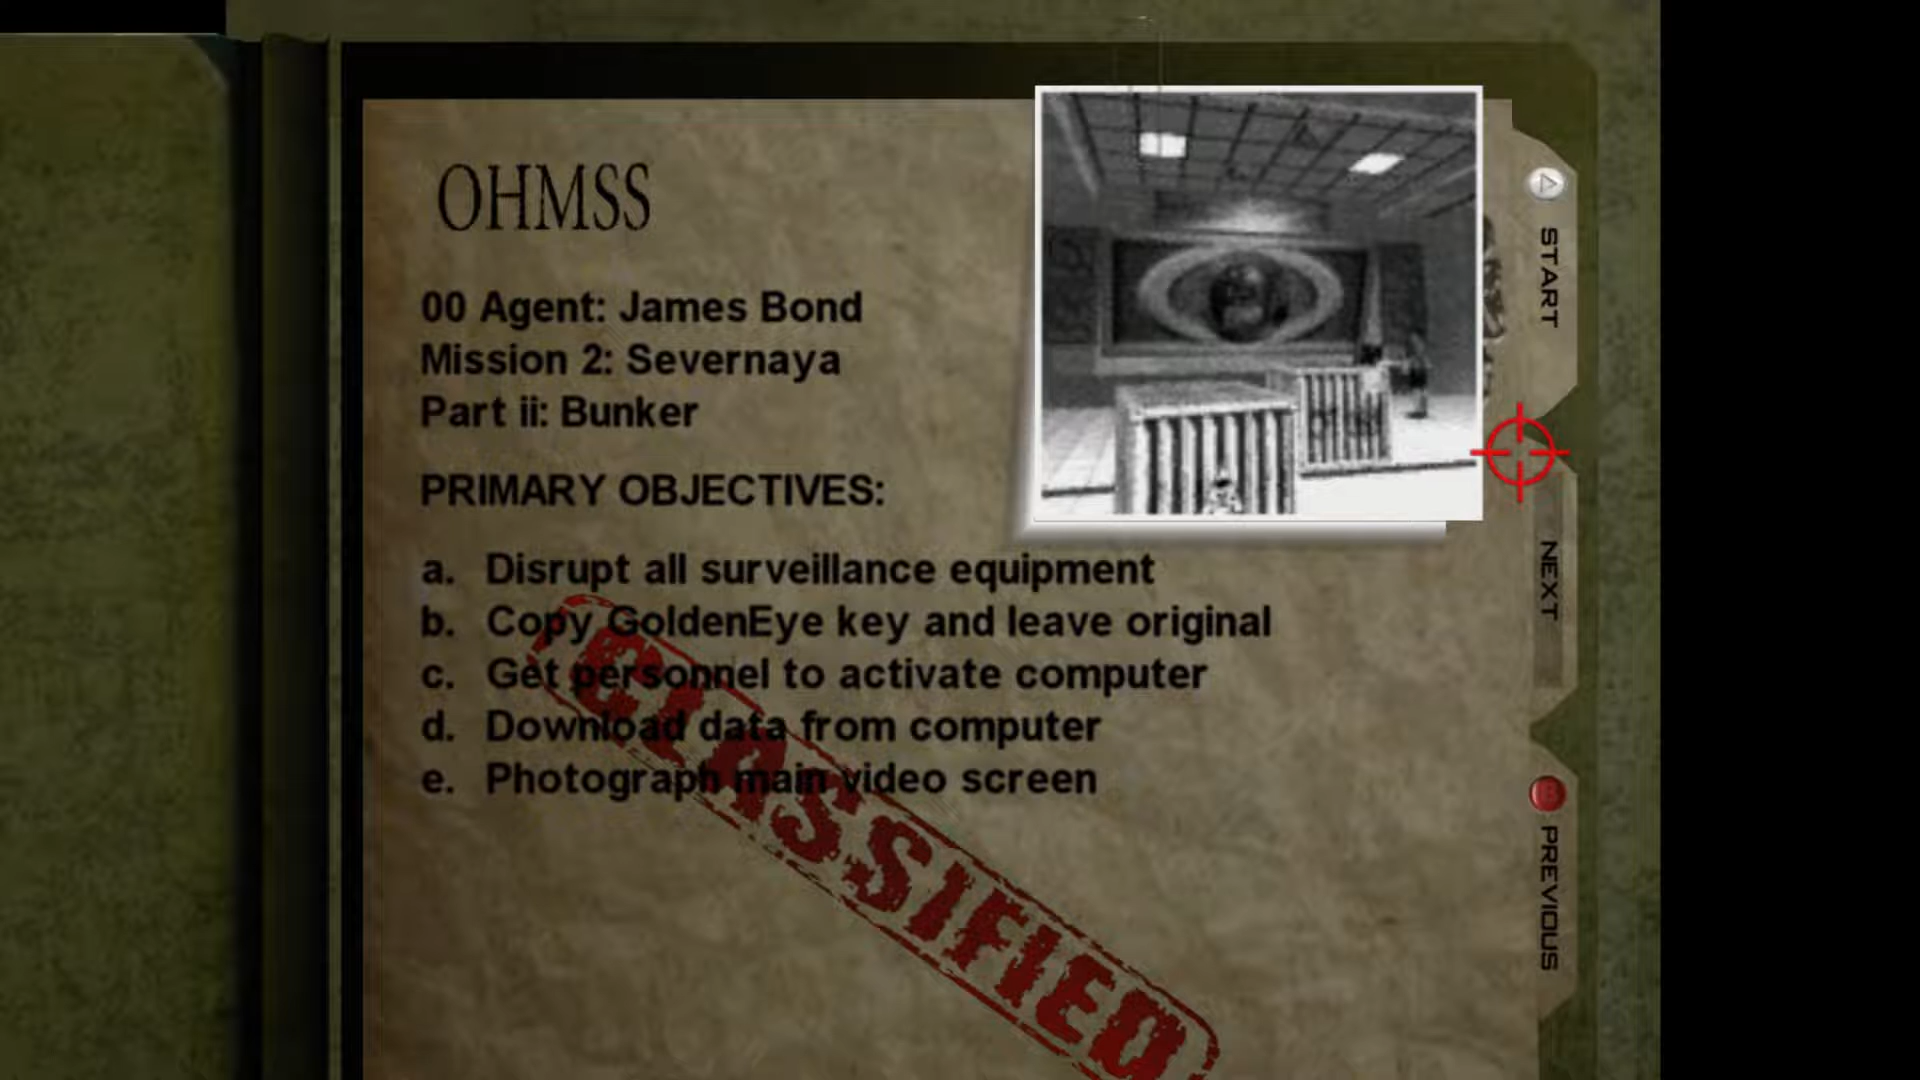 OHMSS
00 Agent: James Bond
Mission 2: Severnaya
Part ii: Bunker
PRIMARY OBJECTIVES:
a. Disrupt all surveillance equipment
b. Copy GoldenEye key and leave original
c. Get personnel to activate computer
d. Download data from computer
e. Photograph main video screen
CLASSIFIED
START
NEXT
B
PREVIOUS